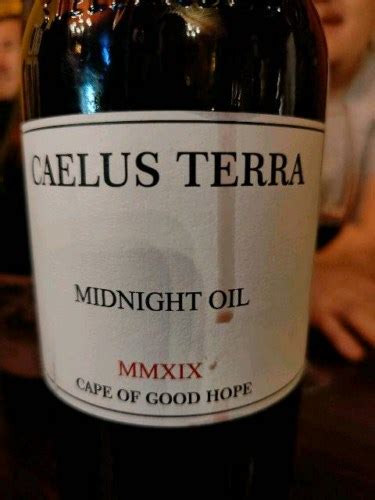 CAELUS TERRA
MIDNIGHT OIL
MMXIX
CAPE OF GOOD HOPE